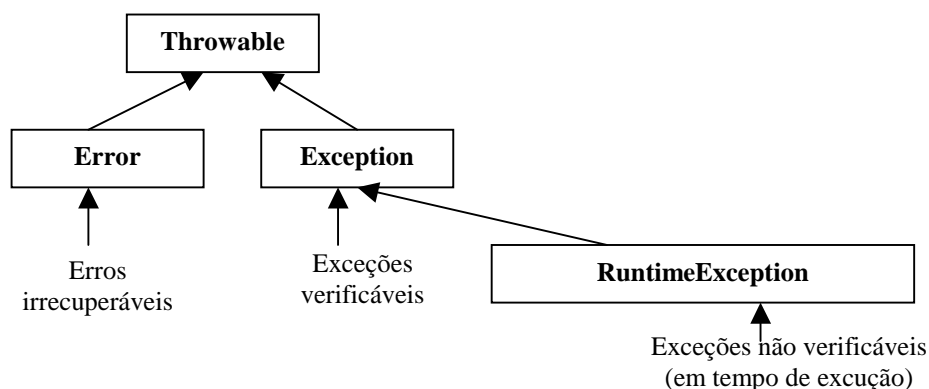 Throwable
Error
Exception
Erros
irrecuperáveis
Exceções
verificáveis
RuntimeException
Exceções não verificáveis
(em tempo de excução)